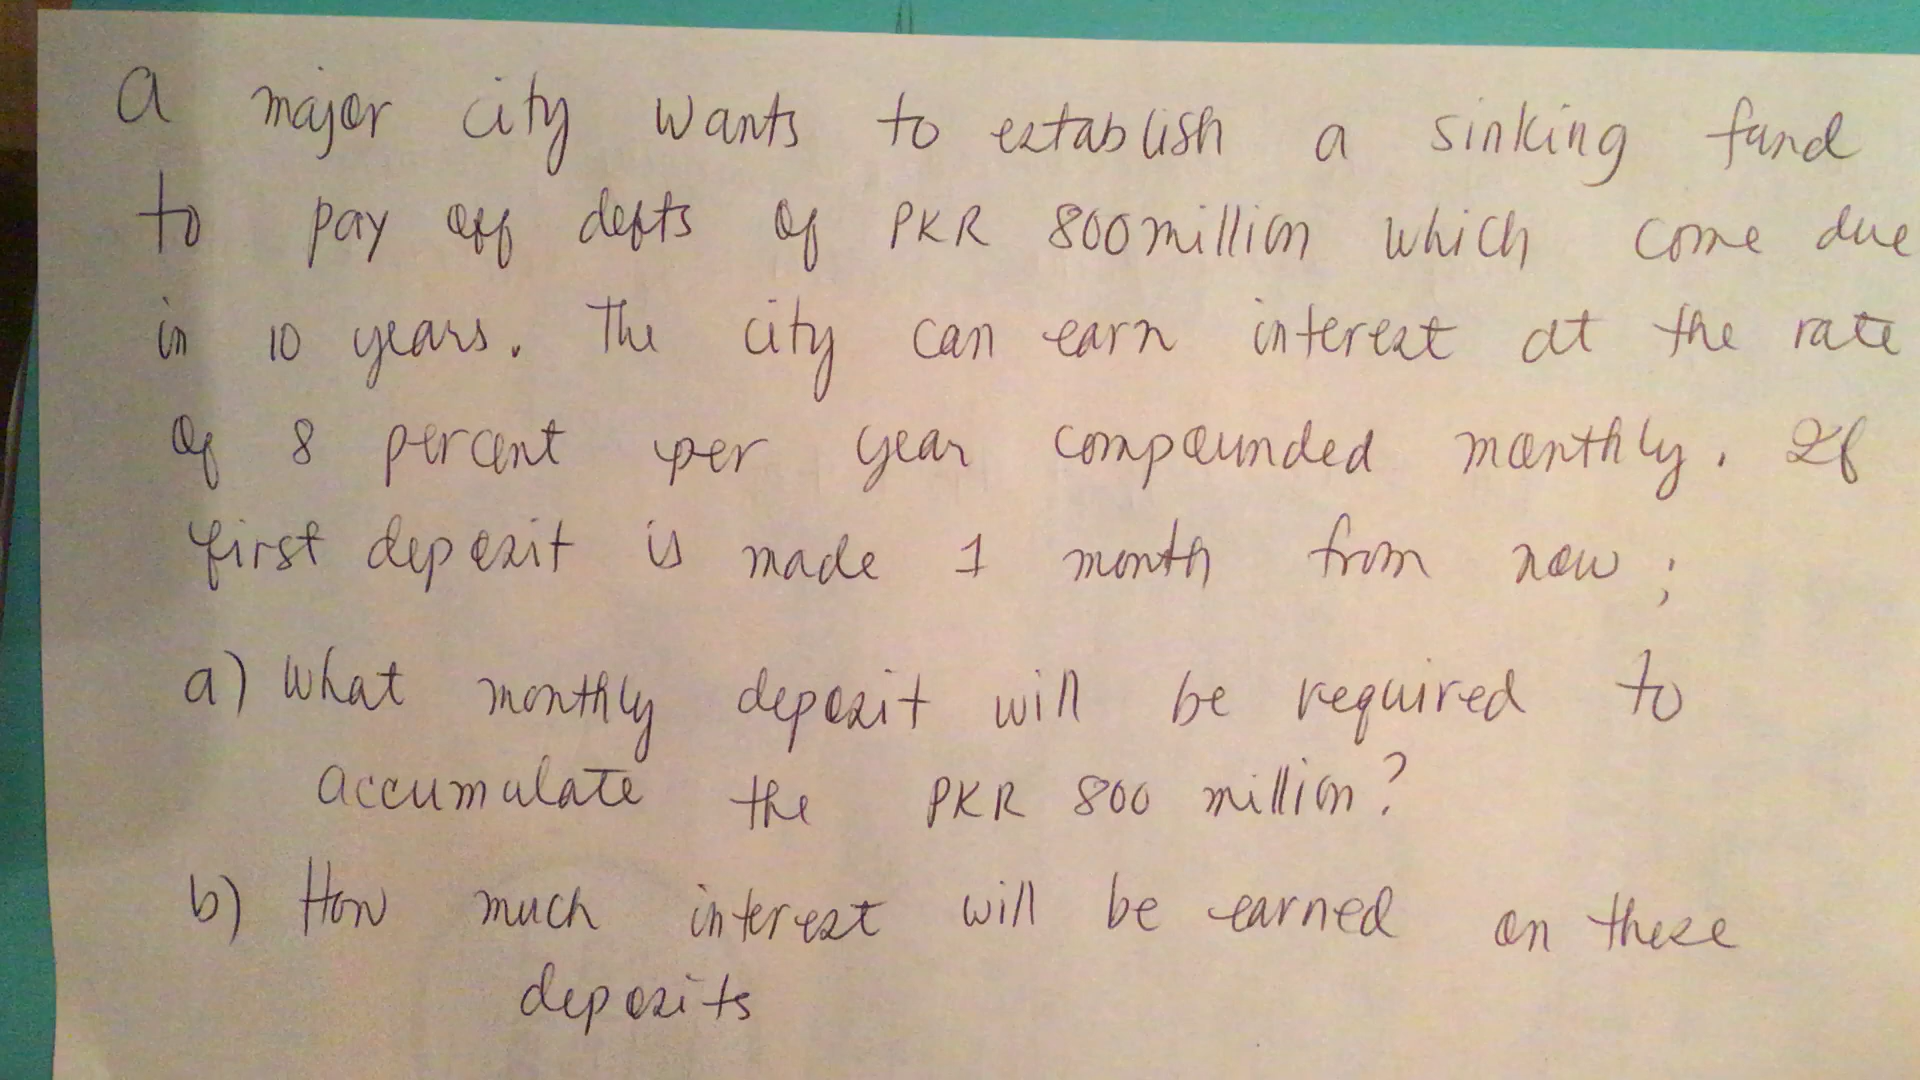 A major city wants to establish a sinking fund
to pay off debts of PKR 800 million which come due
in 10 years. The city can earn interest at the rate
of 8 percent per year compounded monthly. If
first deposit is made 1 month from now;
a) What monthly deposit will be required to
accumulate the PKR 800 million?
b) How much interest will be earned on these
deposits